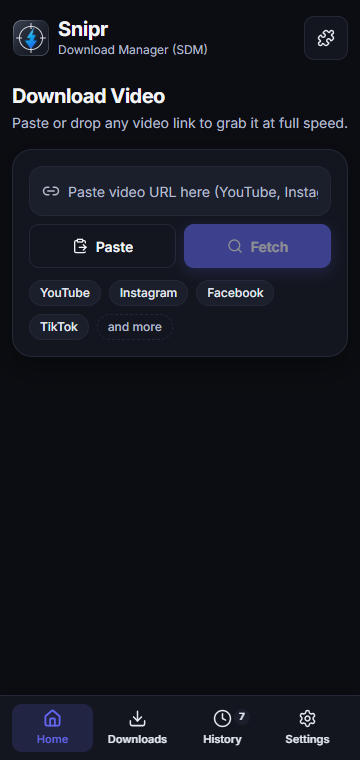 Snipr
Download Manager (SDM)
Download Video
Paste or drop any video link to grab it at full speed.
Paste video URL here (YouTube, Insta
Paste
Fetch
YouTube
Instagram
Facebook
TikTok
and more
7
Home
Downloads
History
Settings